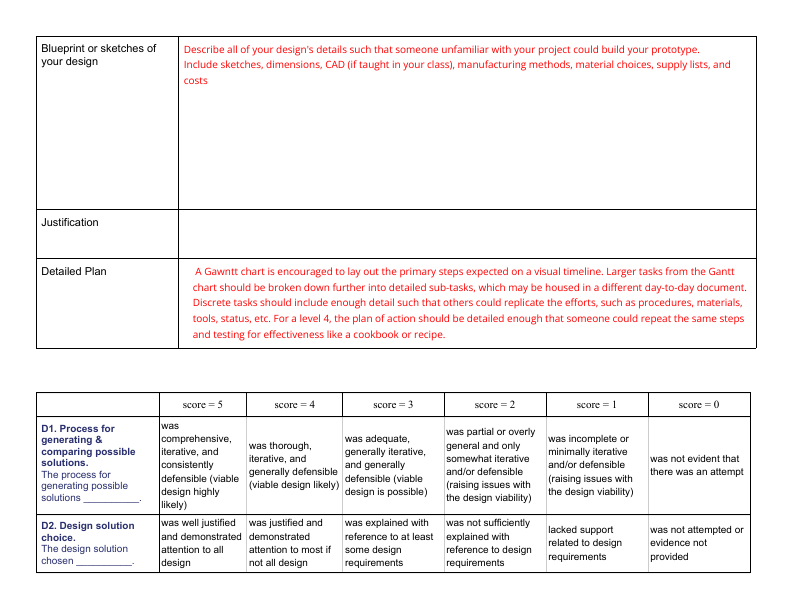 Blueprint or sketches of
your design
Describe all of your design's details such that someone unfamiliar with your project could build your prototype.
Include sketches, dimensions, CAD (if taught in your class), manufacturing methods, material choices, supply lists, and
costs
Justification
Detailed Plan
A Gawntt chart is encouraged to lay out the primary steps expected on a visual timeline. Larger tasks from the Gantt
chart should be broken down further into detailed sub-tasks, which may be housed in a different day-to-day document.
Discrete tasks should include enough detail such that others could replicate the efforts, such as procedures, materials,
tools, status, etc. For a level 4, the plan of action should be detailed enough that someone could repeat the same steps
and testing for effectiveness like a cookbook or recipe.
score = 5
score = 4
score = 3
score = 2
score = 1
score = 0
D1. Process for
generating &
comparing possible
solutions.
The process for
generating possible
solutions __________.
was
comprehensive,
iterative, and
consistently
defensible (viable
design highly
likely)
was thorough,
iterative, and
generally defensible
(viable design likely)
was adequate,
generally iterative,
and generally
defensible (viable
design is possible)
was partial or overly
general and only
somewhat iterative
and/or defensible
(raising issues with
the design viability)
was incomplete or
minimally iterative
and/or defensible
(raising issues with
the design viability)
was not evident that
there was an attempt
D2. Design solution
choice.
The design solution
chosen __________.
was well justified
and demonstrated
attention to all
design
was justified and
demonstrated
attention to most if
not all design
was explained with
reference to at least
some design
requirements
was not sufficiently
explained with
reference to design
requirements
lacked support
related to design
requirements
was not attempted or
evidence not
provided